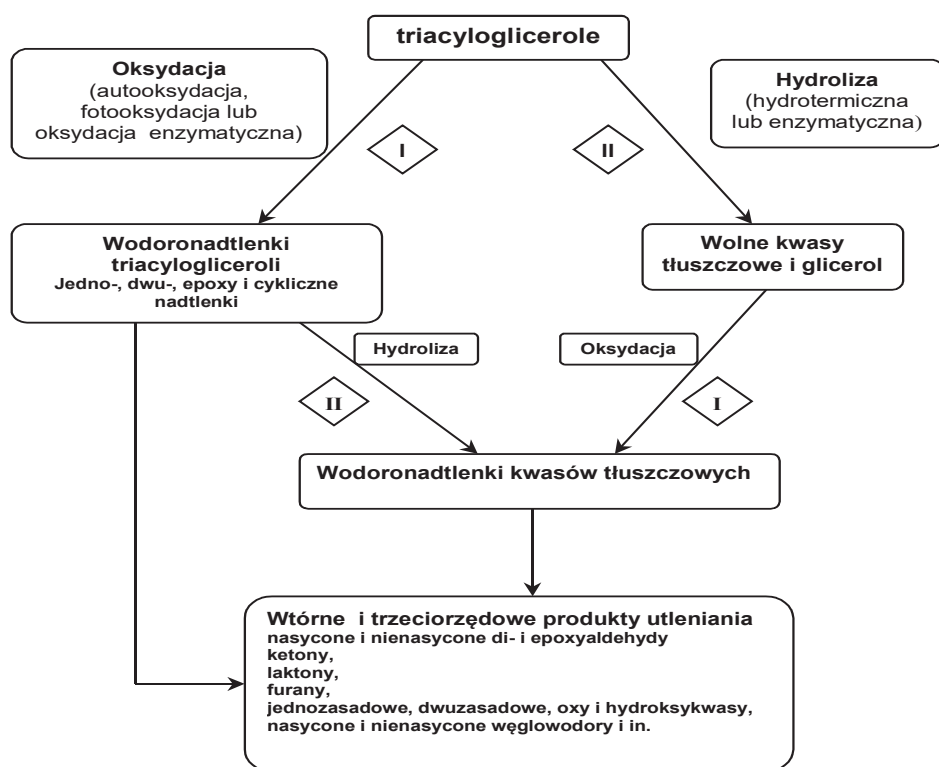 triacyloglicerole
Oksydacja
(autooksydacja,
fotooksydacja lub
oksydacja enzymatyczna)
Hydroliza
(hydrotermiczna
lub enzymatyczna)
I
II
Wodoronadtlenki
triacylogliceroli
Jedno-, dwu-, epoxy i cykliczne
nadtlenki
Wolne kwasy
tłuszczowe i glicerol
Hydroliza
Oksydacja
II
I
Wodoronadtlenki kwasów tłuszczowych
Wtórne i trzeciorzędowe produkty utleniania
nasycone i nienasycone di- i epoxyaldehydy
ketony,
laktony,
furany,
jednozasadowe, dwuzasadowe, oxy i hydroksykwasy,
nasycone i nienasycone węglowodory i in.